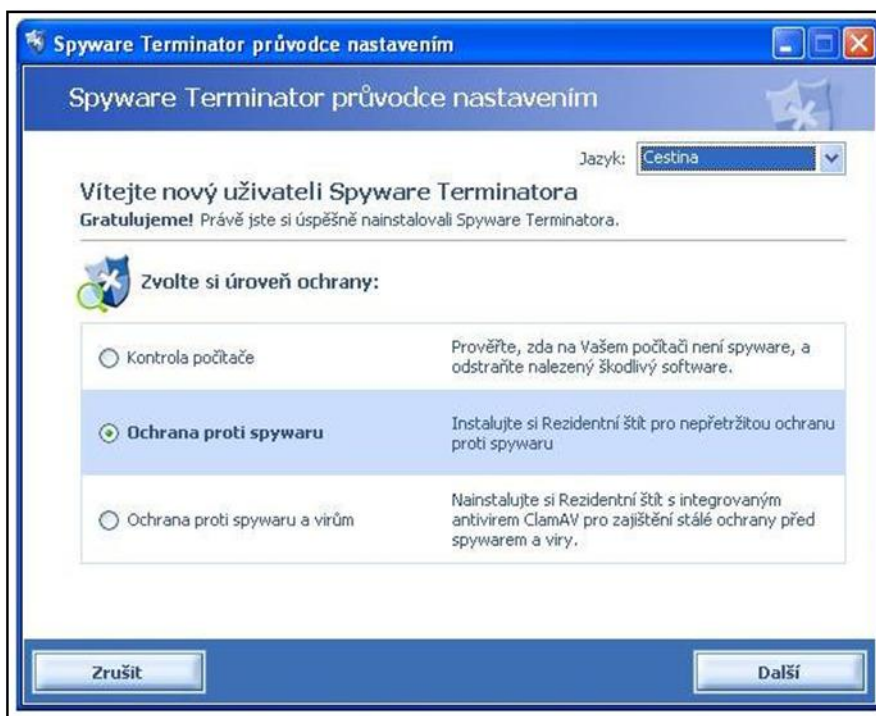 Spyware Terminator průvodce nastavením
Spyware Terminator průvodce nastavením
Jazyk: Cestina
Vítejte nový uživateli Spyware Terminatora
Gratulujeme! Právě jste si úspěšně nainstalovali Spyware Terminatora.
Zvolte si úroveň ochrany:
Kontrola počítače
Prověřte, zda na Vašem počítači není spyware, a
odstraňte nalezený škodlivý software.
Ochrana proti spywaru
Instalujte si Rezidentní štít pro nepřetržitou ochranu
proti spywaru
Ochrana proti spywaru a virům
Nainstalujte si Rezidentní štít s integrovaným
antivirem ClamAV pro zajištění stálé ochrany před
spywarem a viry.
Zrušit
Další